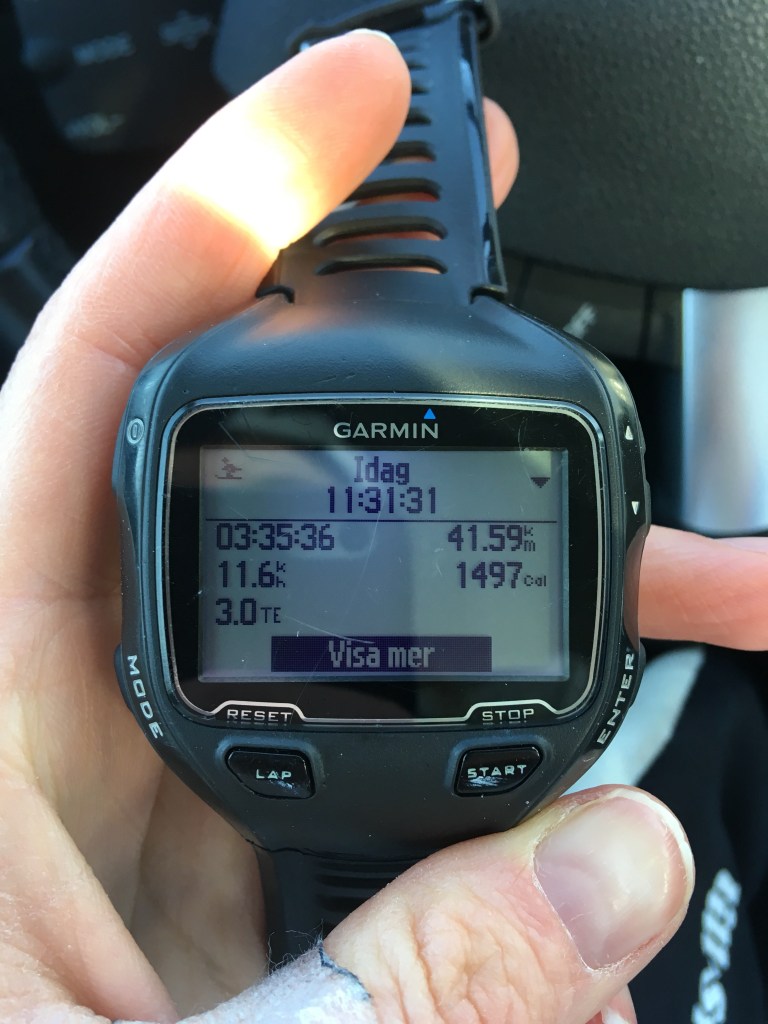 GARMIN
Idag
11:31:31
03:35:36 41.59km
11.6kh 1497Cal
3.0TE
Visa mer
MODE
RESET STOP
ENTER
LAP START